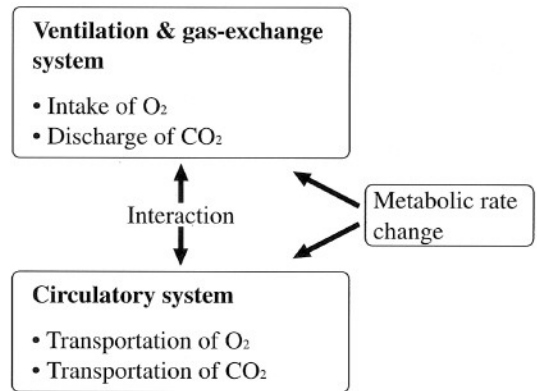 Ventilation & gas-exchange
system
• Intake of O₂
• Discharge of CO₂
Interaction
Metabolic rate
change
Circulatory system
• Transportation of O₂
• Transportation of CO₂